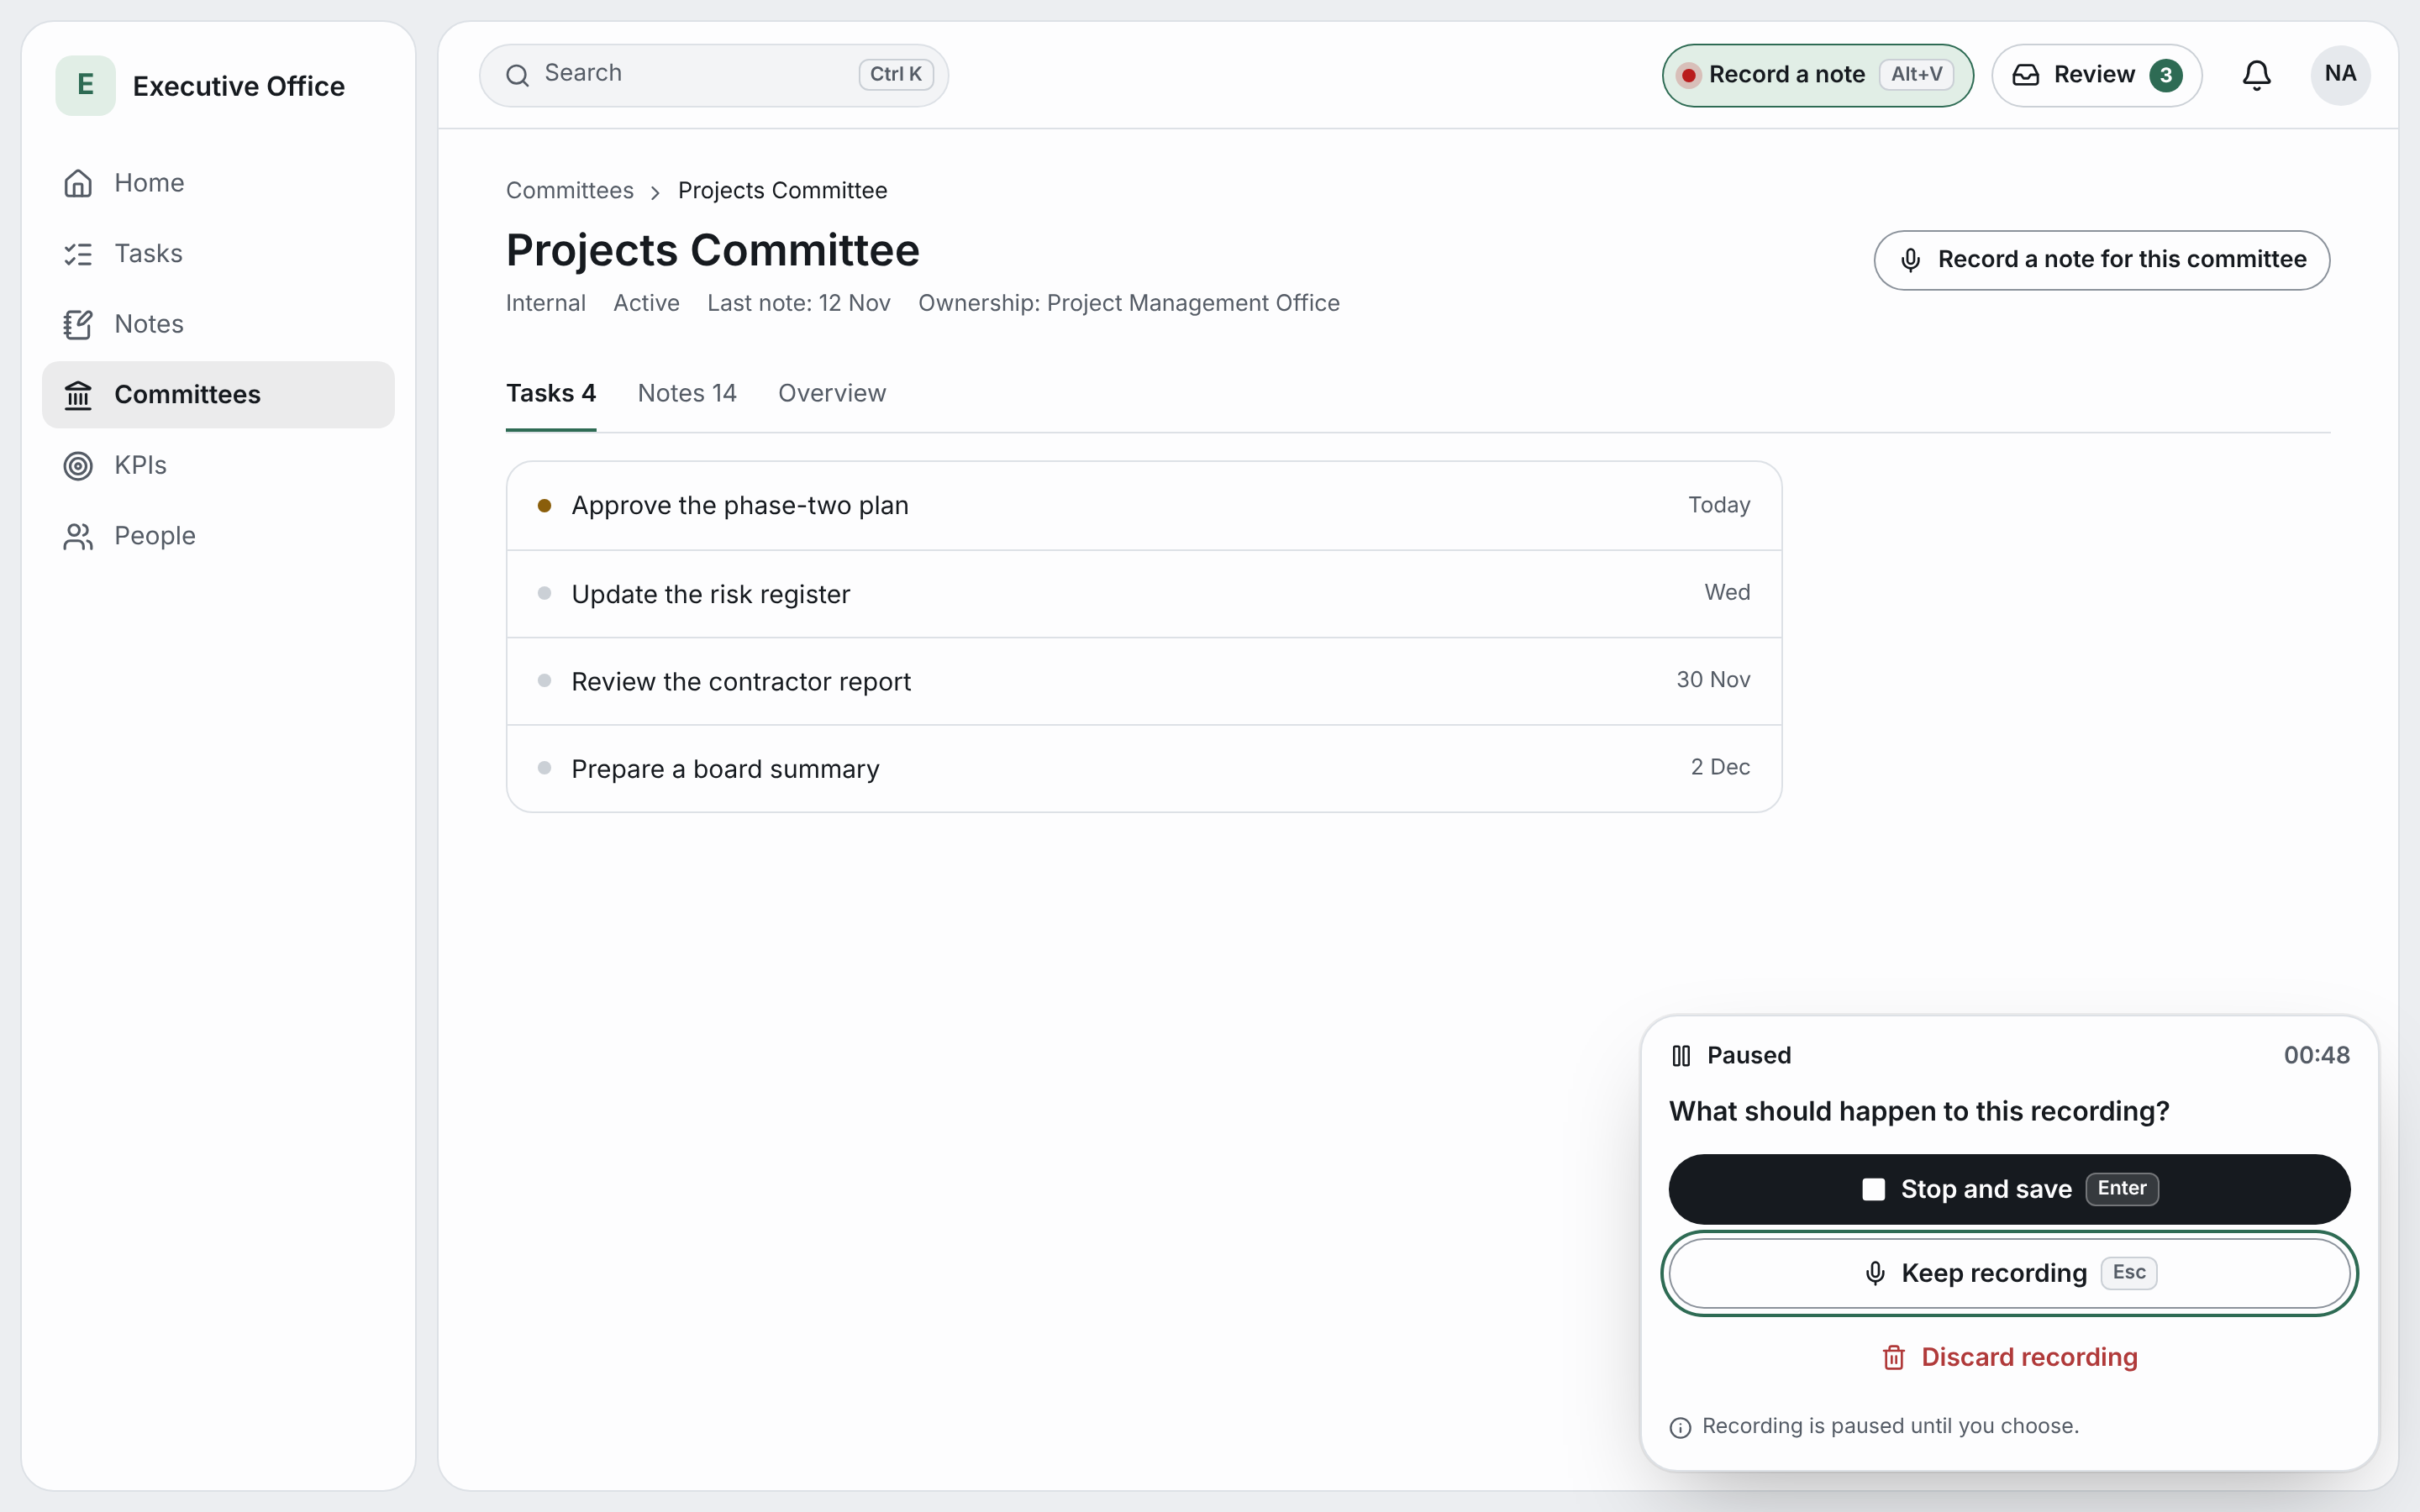 E Executive Office
Home
Tasks
Notes
Committees
KPIs
People
Search Ctrl K
Record a note Alt+V
Review 3
NA
Committees > Projects Committee
Projects Committee
Record a note for this committee
Internal Active Last note: 12 Nov Ownership: Project Management Office
Tasks 4 Notes 14 Overview
Approve the phase-two plan Today
Update the risk register Wed
Review the contractor report 30 Nov
Prepare a board summary 2 Dec
Paused 00:48
What should happen to this recording?
Stop and save Enter
Keep recording Esc
Discard recording
Recording is paused until you choose.